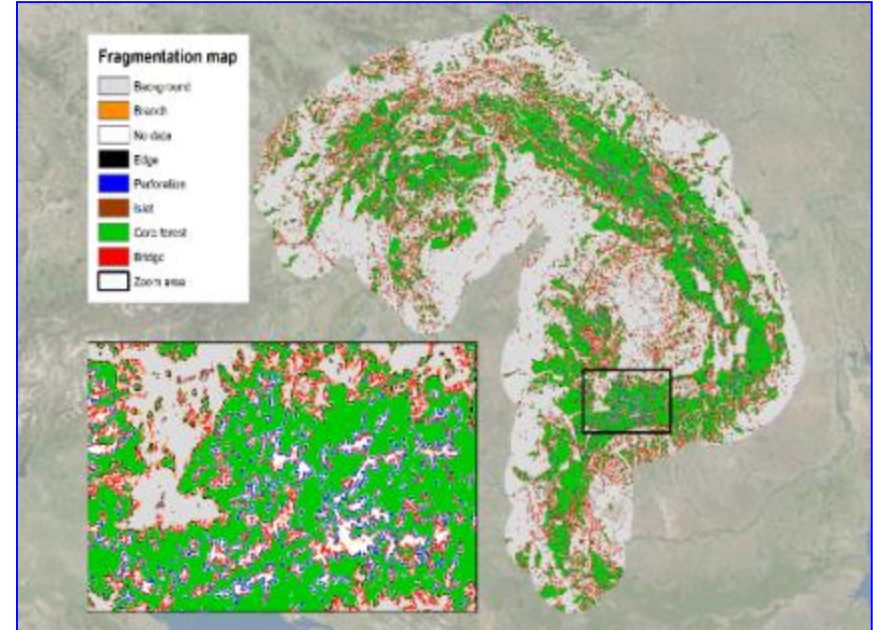 Fragmentation map
Background
Branch
No data
Edge
Perforation
Islet
Core forest
Bridge
Zoom area